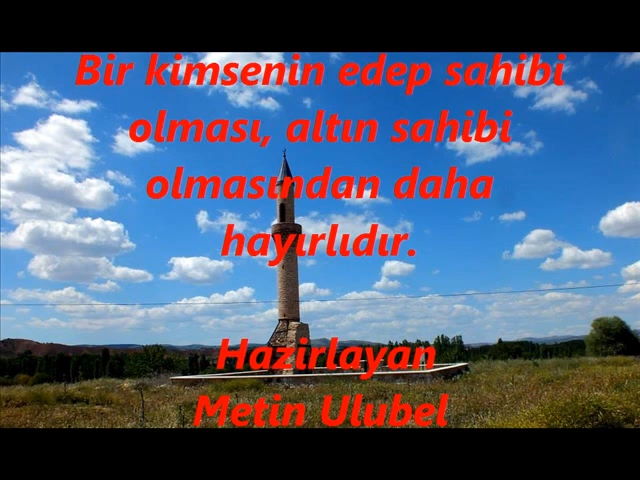 Bir kimsenin edep sahibi
olması, altın sahibi
olmasından daha
hayırlıdır.
Hazirlayan
Metin Ulubel